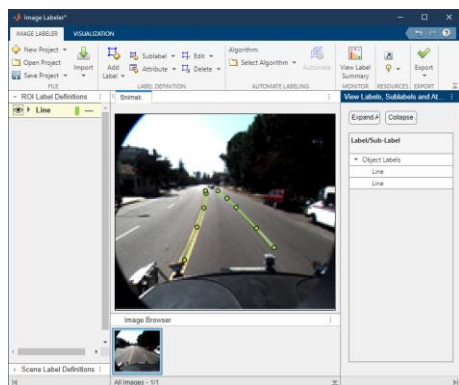 Image Labeler*
IMAGE LABELER
VISUALIZATION
New Project
Open Project
Save Project
Import
FILE
Add
Label
Sublabel
Attribute
Edit
Delete
LABEL DEFINITION
Algorithm:
Select Algorithm
Automate
AUTOMATE LABELING
View Label
Summary
MONITOR
RESOURCES
Export
EXPORT
ROI Label Definitions
Line
Snimek
View Labels, Sublabels and At...
Expand A
Collapse
Label/Sub-Label
Object Labels
Line
Line
Image Browser
Scene Label Definitions
All Images - 1/1